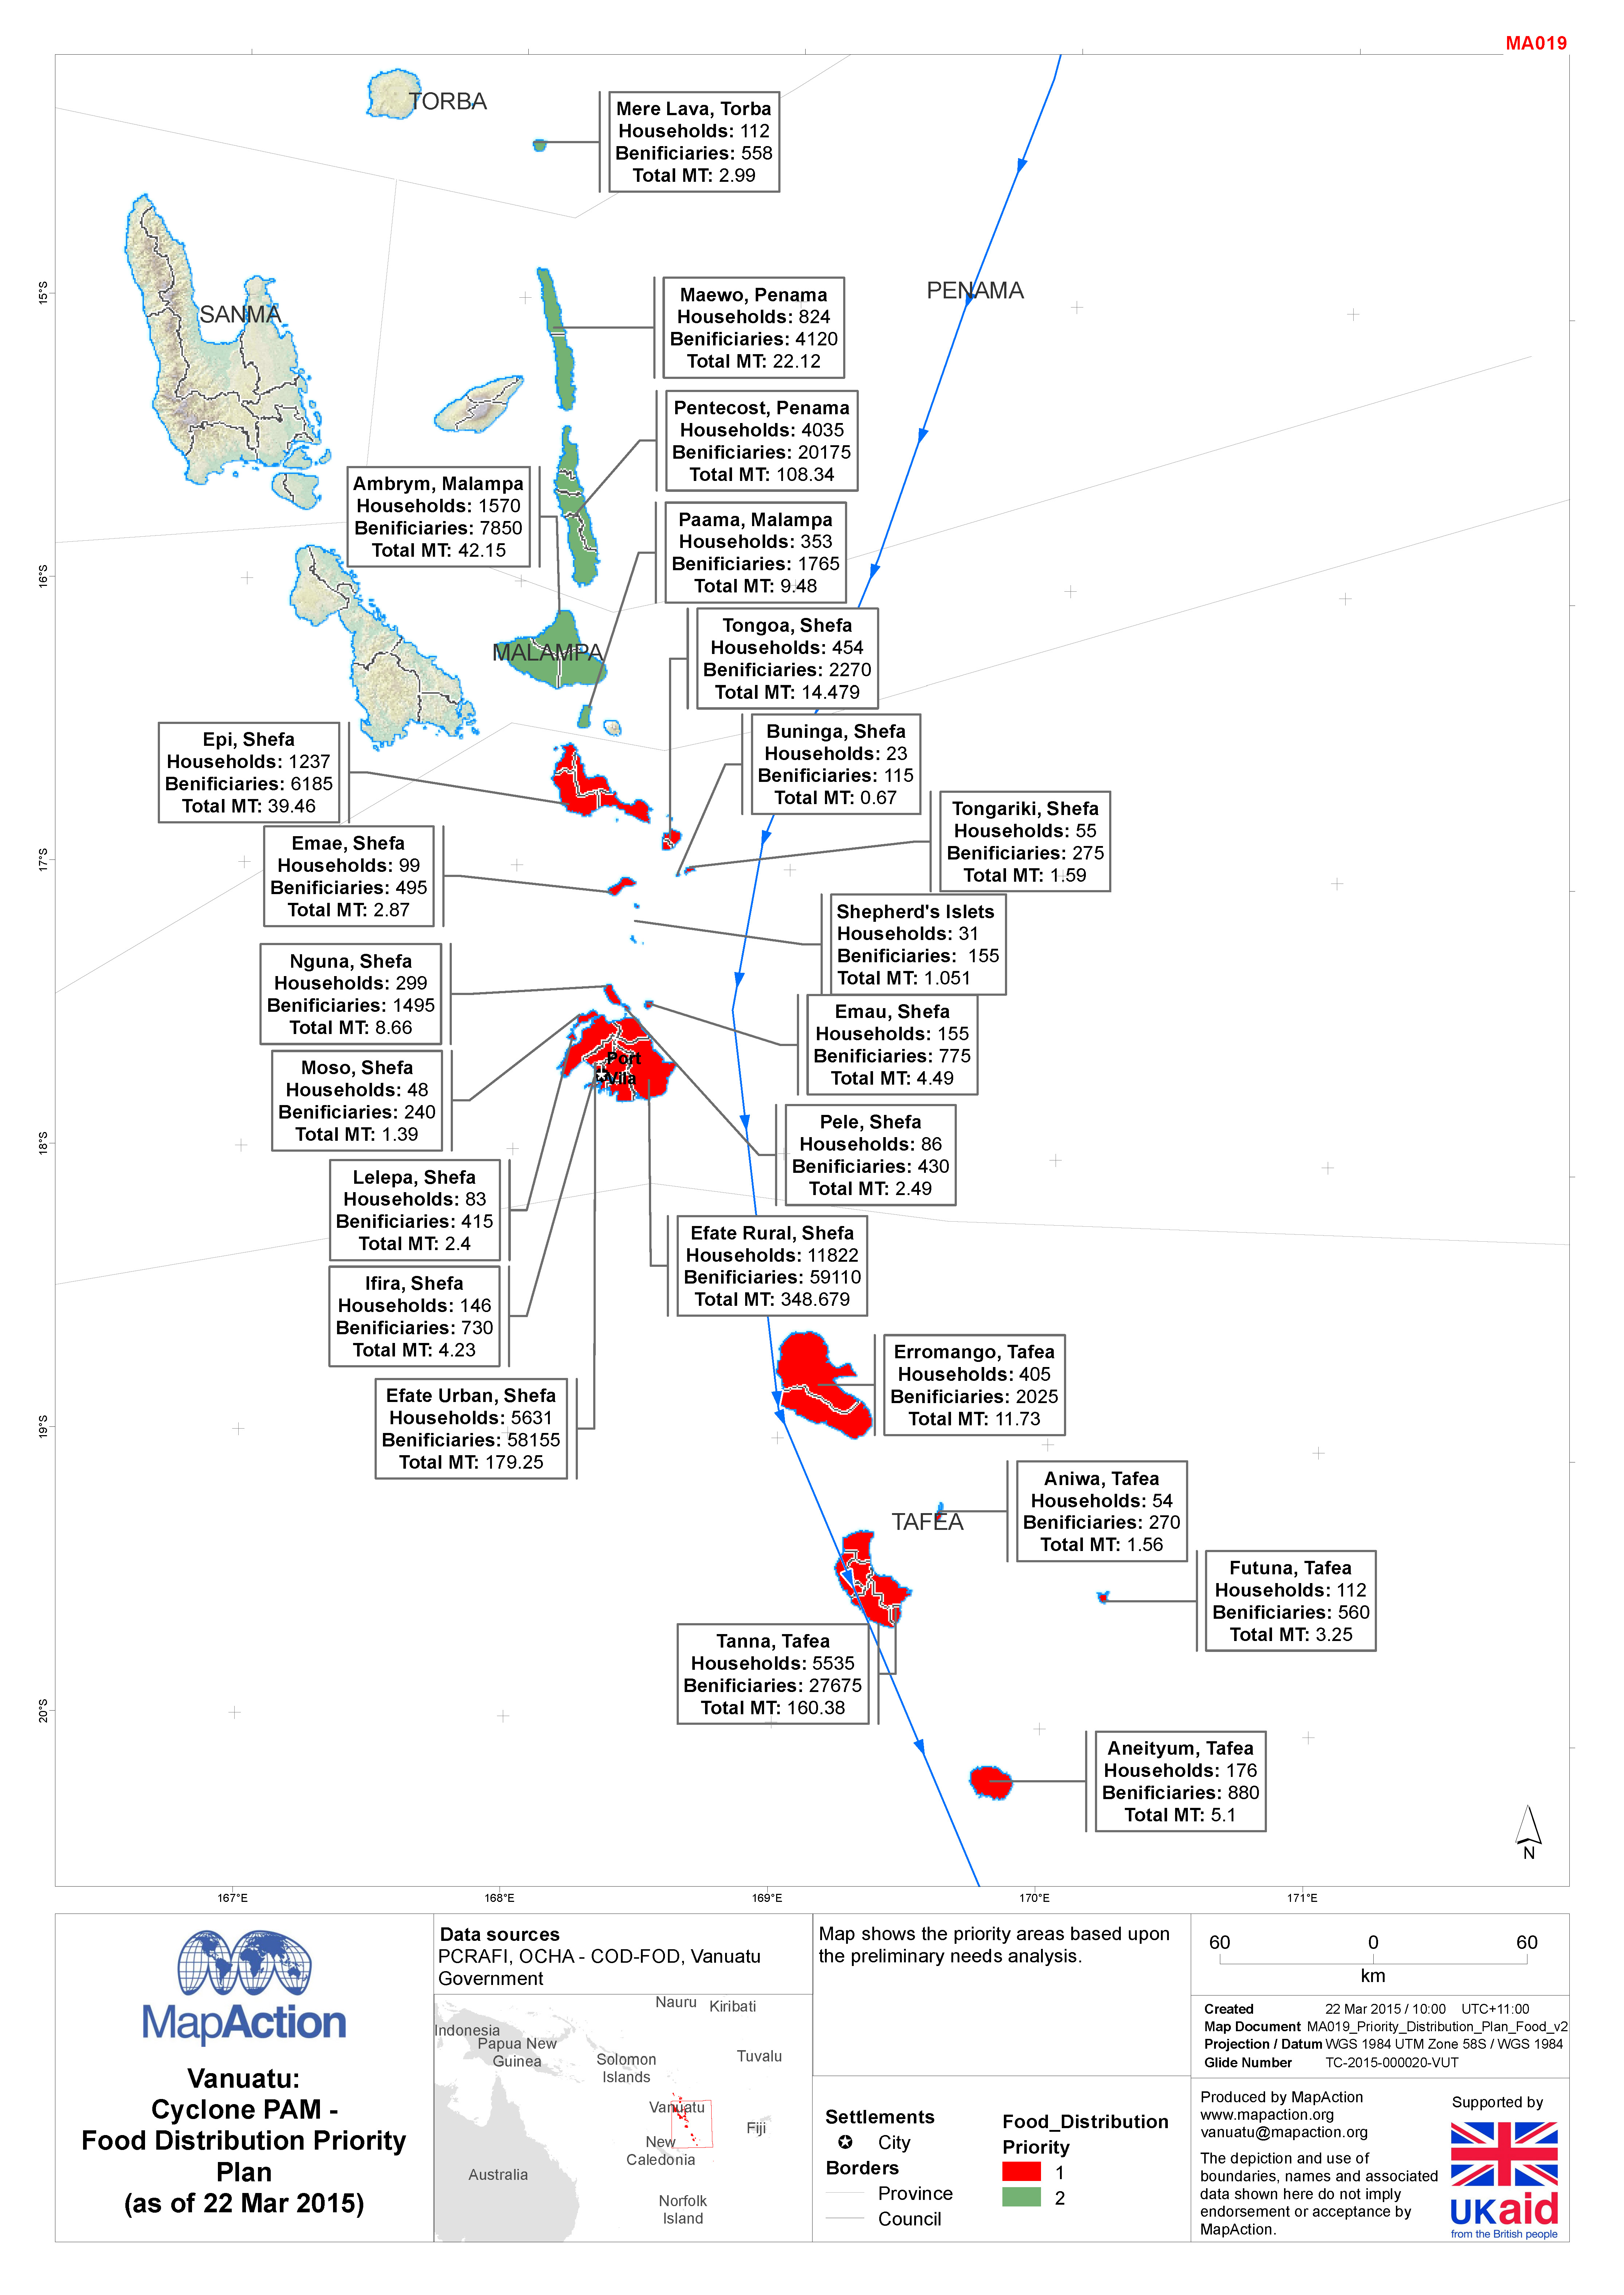 MA019
TORBA
Mere Lava, Torba
Households: 112
Benificiaries: 558
Total MT: 2.99
SANMA
PENAMA
Maewo, Penama
Households: 824
Benificiaries: 4120
Total MT: 22.12
Pentecost, Penama
Households: 4035
Benificiaries: 20175
Total MT: 108.34
Ambrym, Malampa
Households: 1570
Benificiaries: 7850
Total MT: 42.15
Paama, Malampa
Households: 353
Benificiaries: 1765
Total MT: 9.48
MALAMPA
Tongoa, Shefa
Households: 454
Benificiaries: 2270
Total MT: 14.479
Epi, Shefa
Households: 1237
Benificiaries: 6185
Total MT: 39.46
Buninga, Shefa
Households: 23
Benificiaries: 115
Total MT: 0.67
Tongariki, Shefa
Households: 55
Benificiaries: 275
Total MT: 1.59
Emae, Shefa
Households: 99
Benificiaries: 495
Total MT: 2.87
Shepherd's Islets
Households: 31
Benificiaries: 155
Total MT: 1.051
Nguna, Shefa
Households: 299
Benificiaries: 1495
Total MT: 8.66
Emau, Shefa
Households: 155
Benificiaries: 775
Total MT: 4.49
Port
Vila
Moso, Shefa
Households: 48
Benificiaries: 240
Total MT: 1.39
Pele, Shefa
Households: 86
Benificiaries: 430
Total MT: 2.49
Lelepa, Shefa
Households: 83
Benificiaries: 415
Total MT: 2.4
Efate Rural, Shefa
Households: 11822
Benificiaries: 59110
Total MT: 348.679
Ifira, Shefa
Households: 146
Benificiaries: 730
Total MT: 4.23
Efate Urban, Shefa
Households: 5631
Benificiaries: 58155
Total MT: 179.25
Erromango, Tafea
Households: 405
Benificiaries: 2025
Total MT: 11.73
Aniwa, Tafea
Households: 54
Benificiaries: 270
Total MT: 1.56
TAFEA
Futuna, Tafea
Households: 112
Benificiaries: 560
Total MT: 3.25
Tanna, Tafea
Households: 5535
Benificiaries: 27675
Total MT: 160.38
Aneityum, Tafea
Households: 176
Benificiaries: 880
Total MT: 5.1
N
15°S
16°S
17°S
18°S
19°S
20°S
167°E
168°E
169°E
170°E
171°E
MapAction
Vanuatu:
Cyclone PAM -
Food Distribution Priority
Plan
(as of 22 Mar 2015)
Data sources
PCRAFI, OCHA - COD-FOD, Vanuatu
Government
Nauru
Kiribati
Indonesia
Papua New
Guinea
Solomon
Islands
Tuvalu
Vanuatu
Fiji
New
Caledonia
Australia
Norfolk
Island
Map shows the priority areas based upon
the preliminary needs analysis.
Settlements
City
Borders
Province
Council
Food_Distribution
Priority
1
2
60 0 60
km
Created 22 Mar 2015 / 10:00 UTC+11:00
Map Document MA019_Priority_Distribution_Plan_Food_v2
Projection / Datum WGS 1984 UTM Zone 58S / WGS 1984
Glide Number TC-2015-000020-VUT
Produced by MapAction
www.mapaction.org
vanuatu@mapaction.org
The depiction and use of
boundaries, names and associated
data shown here do not imply
endorsement or acceptance by
MapAction.
Supported by
UKaid
from the British people